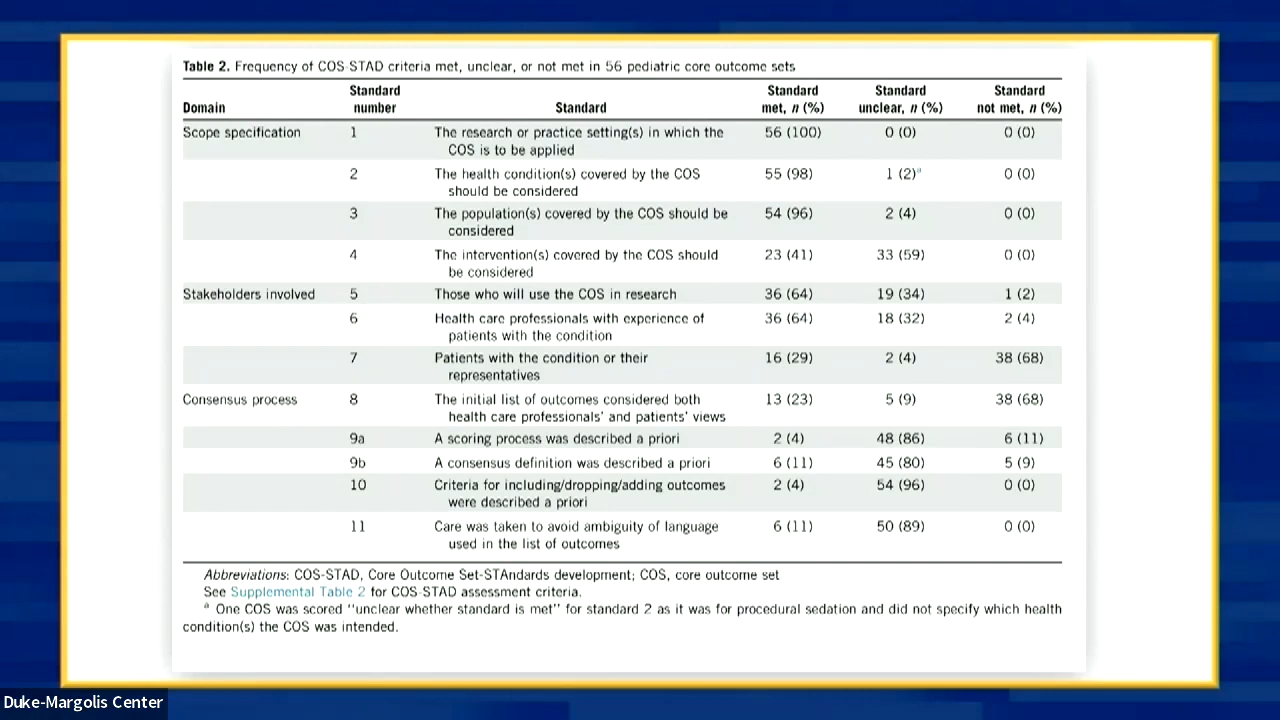 Table 2. Frequency of COS-STAD criteria met, unclear, or not met in 56 pediatric core outcome sets
Domain Standard number Standard Standard met, n (%) Standard unclear, n (%) Standard not met, n (%)
Scope specification 1 The research or practice setting(s) in which the 56 (100) 0 (0) 0 (0)
COS is to be applied
2 The health condition(s) covered by the COS 55 (98) 1 (2)ᵃ 0 (0)
should be considered
3 The population(s) covered by the COS should be 54 (96) 2 (4) 0 (0)
considered
4 The intervention(s) covered by the COS should 23 (41) 33 (59) 0 (0)
be considered
Stakeholders involved 5 Those who will use the COS in research 36 (64) 19 (34) 1 (2)
6 Health care professionals with experience of 36 (64) 18 (32) 2 (4)
patients with the condition
7 Patients with the condition or their 16 (29) 2 (4) 38 (68)
representatives
Consensus process 8 The initial list of outcomes considered both 13 (23) 5 (9) 38 (68)
health care professionals' and patients' views
9a A scoring process was described a priori 2 (4) 48 (86) 6 (11)
9b A consensus definition was described a priori 6 (11) 45 (80) 5 (9)
10 Criteria for including/dropping/adding outcomes 2 (4) 54 (96) 0 (0)
were described a priori
11 Care was taken to avoid ambiguity of language 6 (11) 50 (89) 0 (0)
used in the list of outcomes
Abbreviations: COS-STAD, Core Outcome Set-STAndards development; COS, core outcome set
See Supplemental Table 2 for COS-STAD assessment criteria.
ᵃ One COS was scored "unclear whether standard is met" for standard 2 as it was for procedural sedation and did not specify which health
condition(s) the COS was intended.
Duke-Margolis Center